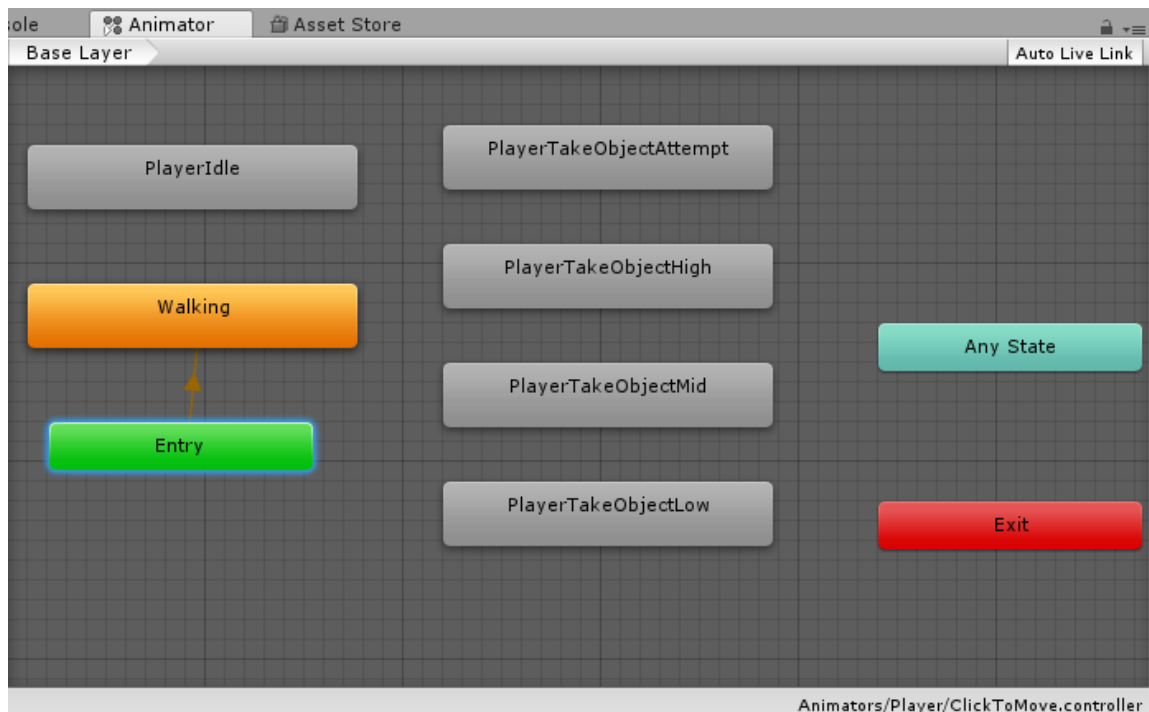 sole Animator Asset Store
Base Layer Auto Live Link
PlayerIdle
Walking
Entry
PlayerTakeObjectAttempt
PlayerTakeObjectHigh
PlayerTakeObjectMid
PlayerTakeObjectLow
Any State
Exit
Animators/Player/ClickToMove.controller